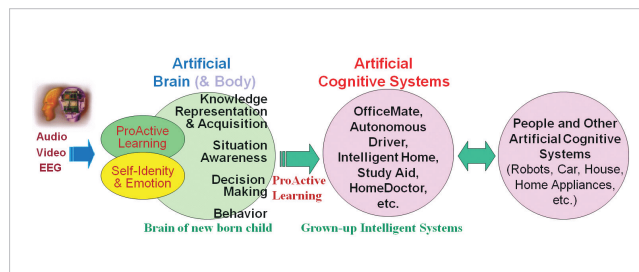 Artificial
Brain (& Body)
Audio
Video
EEG
ProActive
Learning
Self-Idenity
& Emotion
Knowledge
Representation
& Acquisition
Situation
Awareness
Decision
Making
Behavior
Brain of new born child
ProActive
Learning
Artificial
Cognitive Systems
OfficeMate,
Autonomous
Driver,
Intelligent Home,
Study Aid,
HomeDoctor,
etc.
Grown-up Intelligent Systems
People and Other
Artificial Cognitive
Systems
(Robots, Car, House,
Home Appliances,
etc.)